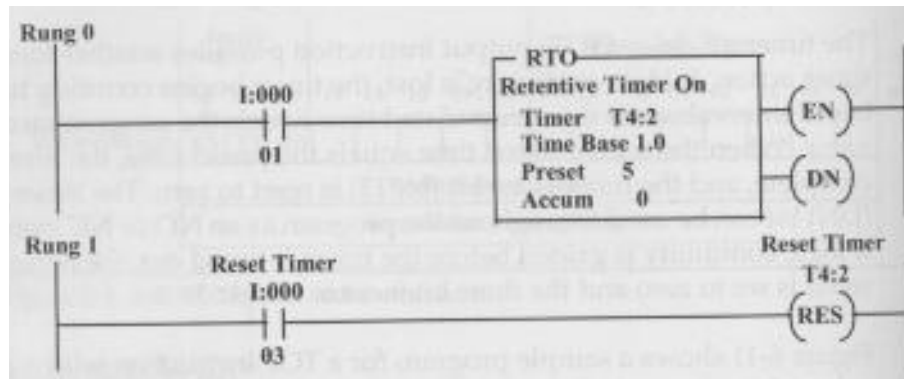 Rung 0
RTO
Retentive Timer On
Timer T4:2
Time Base 1.0
Preset 5
Accum 0
I:000
01
EN
DN
Rung 1
Reset Timer
I:000
03
Reset Timer
T4:2
RES